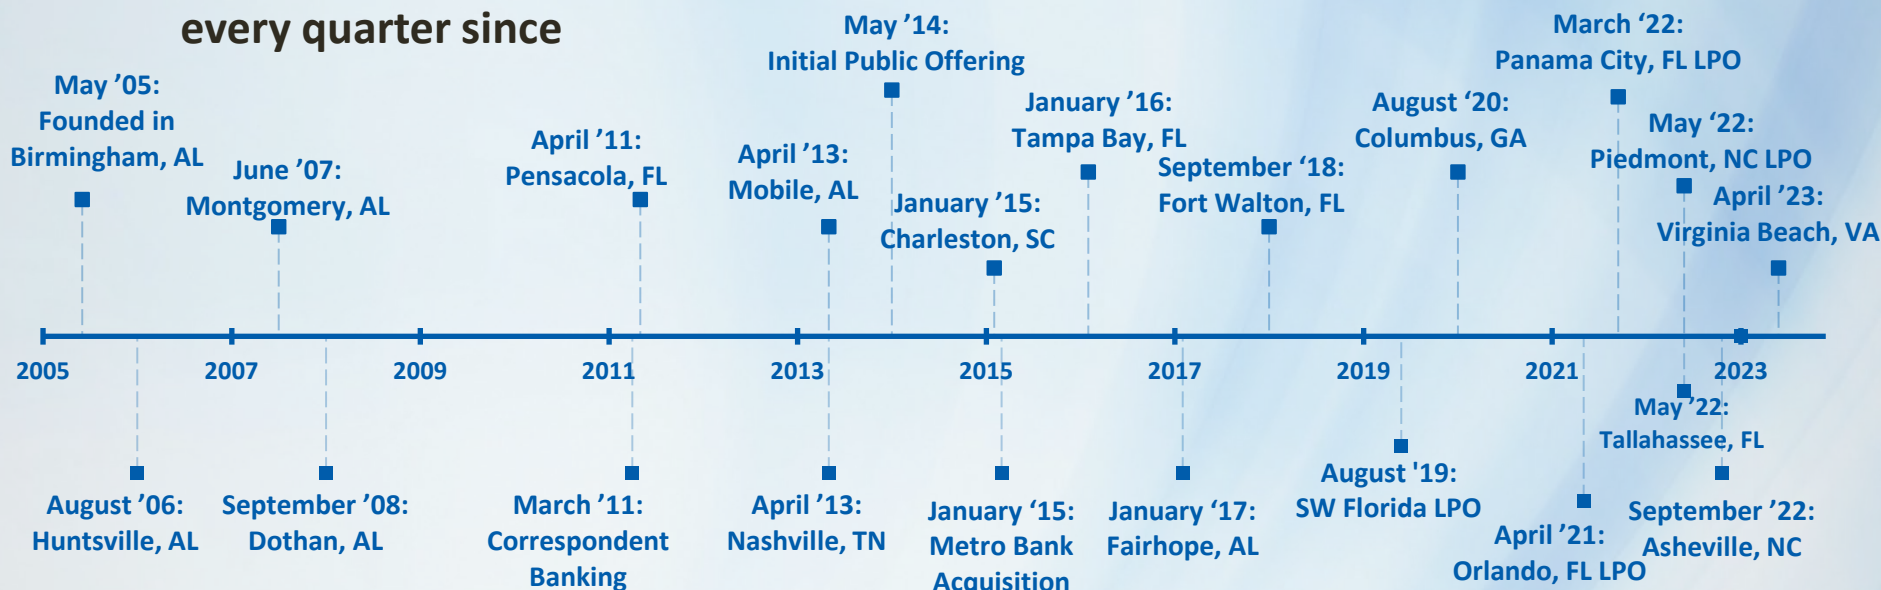 every quarter since
May ’05:
Founded in
Birmingham, AL
June ’07:
Montgomery, AL
April ’11:
Pensacola, FL
April ’13:
Mobile, AL
May ’14:
Initial Public Offering
January ’15:
Charleston, SC
January ’16:
Tampa Bay, FL
September ‘18:
Fort Walton, FL
August ‘20:
Columbus, GA
March ‘22:
Panama City, FL LPO
May ‘22:
Piedmont, NC LPO
April ’23:
Virginia Beach, VA
2005
2007
2009
2011
2013
2015
2017
2019
2021
2023
August ’06:
Huntsville, AL
September ’08:
Dothan, AL
March ’11:
Correspondent
Banking
April ’13:
Nashville, TN
January ‘15:
Metro Bank
Acquisition
January ‘17:
Fairhope, AL
August '19:
SW Florida LPO
April ’21:
Orlando, FL LPO
May ’22:
Tallahassee, FL
September ’22:
Asheville, NC